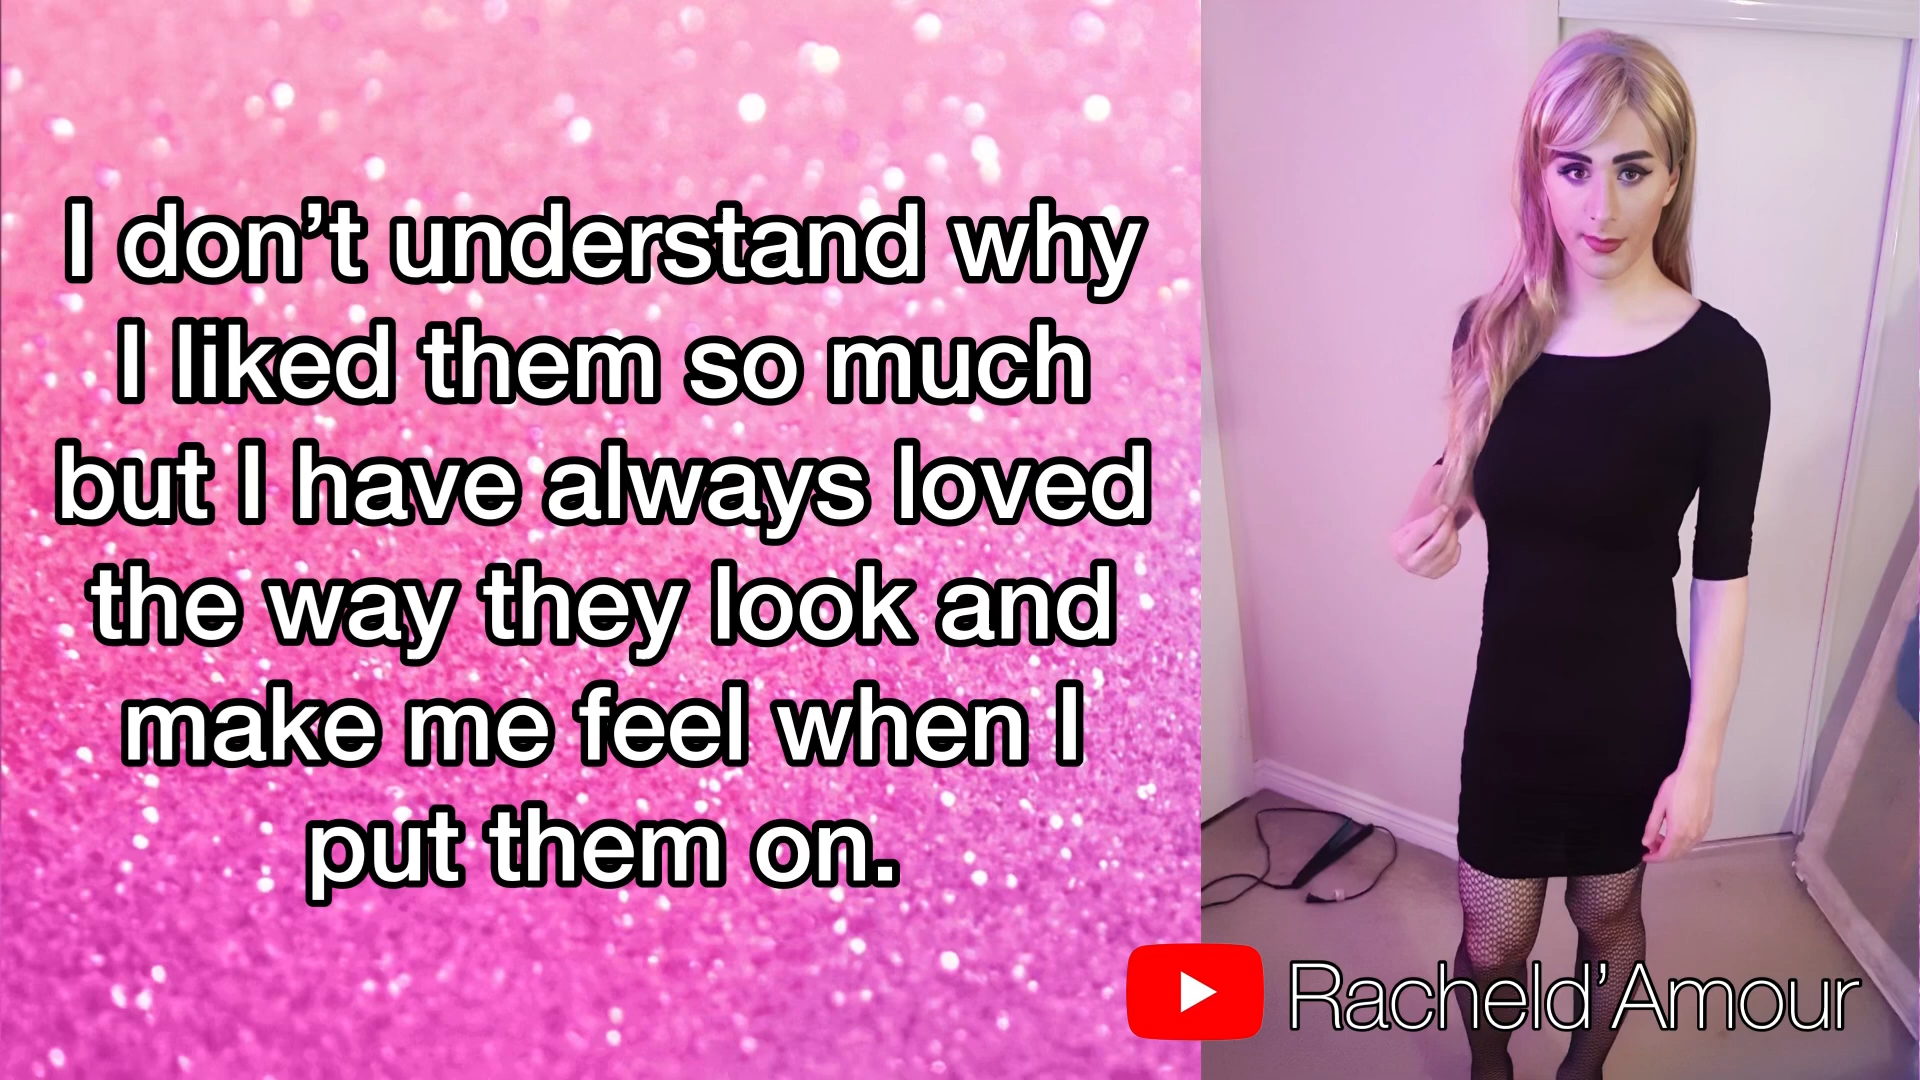 I don’t understand why
I liked them so much
but I have always loved
the way they look and
make me feel when I
put them on.
Racheld’Amour